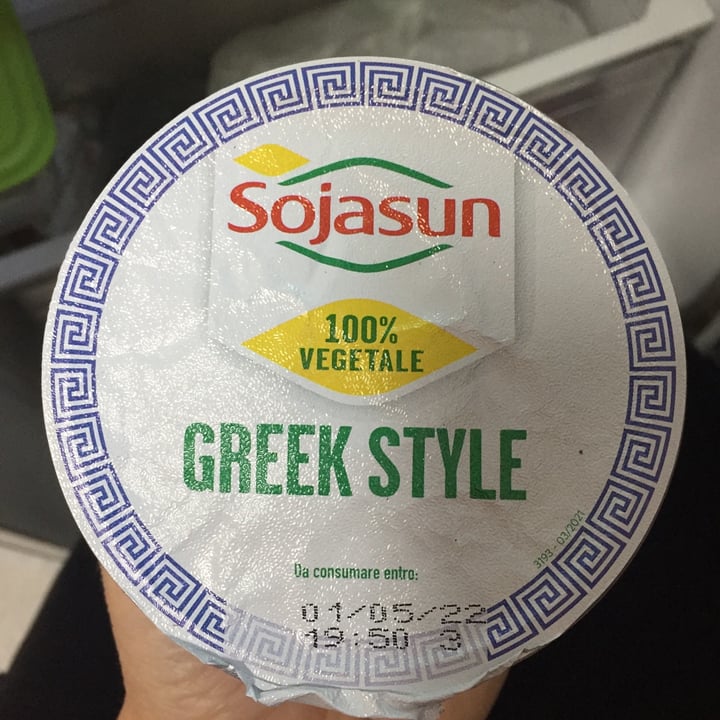 Sojasun
100%
VEGETALE
GREEK STYLE
3193 - 03/2021
Da consumare entro:
01/05/22
19:50 3